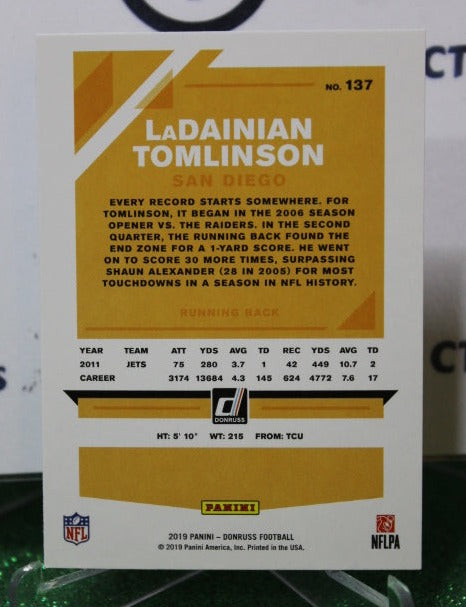 NO. 137
LaDAINIAN
TOMLINSON
SAN DIEGO
EVERY RECORD STARTS SOMEWHERE. FOR
TOMLINSON, IT BEGAN IN THE 2006 SEASON
OPENER VS. THE RAIDERS. IN THE SECOND
QUARTER, THE RUNNING BACK FOUND THE
END ZONE FOR A 1-YARD SCORE. HE WENT
ON TO SCORE 30 MORE TIMES, SURPASSING
SHAUN ALEXANDER (28 IN 2005) FOR MOST
TOUCHDOWNS IN A SEASON IN NFL HISTORY.
RUNNING BACK
YEAR TEAM ATT YDS AVG TD REC YDS AVG TD
2011 JETS 75 280 3.7 1 42 449 10.7 2
CAREER 3174 13684 4.3 145 624 4772 7.6 17
d
DONRUSS
HT: 5' 10" WT: 215 FROM: TCU
PANINI
NFL
NFLPA
2019 PANINI – DONRUSS FOOTBALL
© 2019 Panini America, Inc. Printed in the USA.